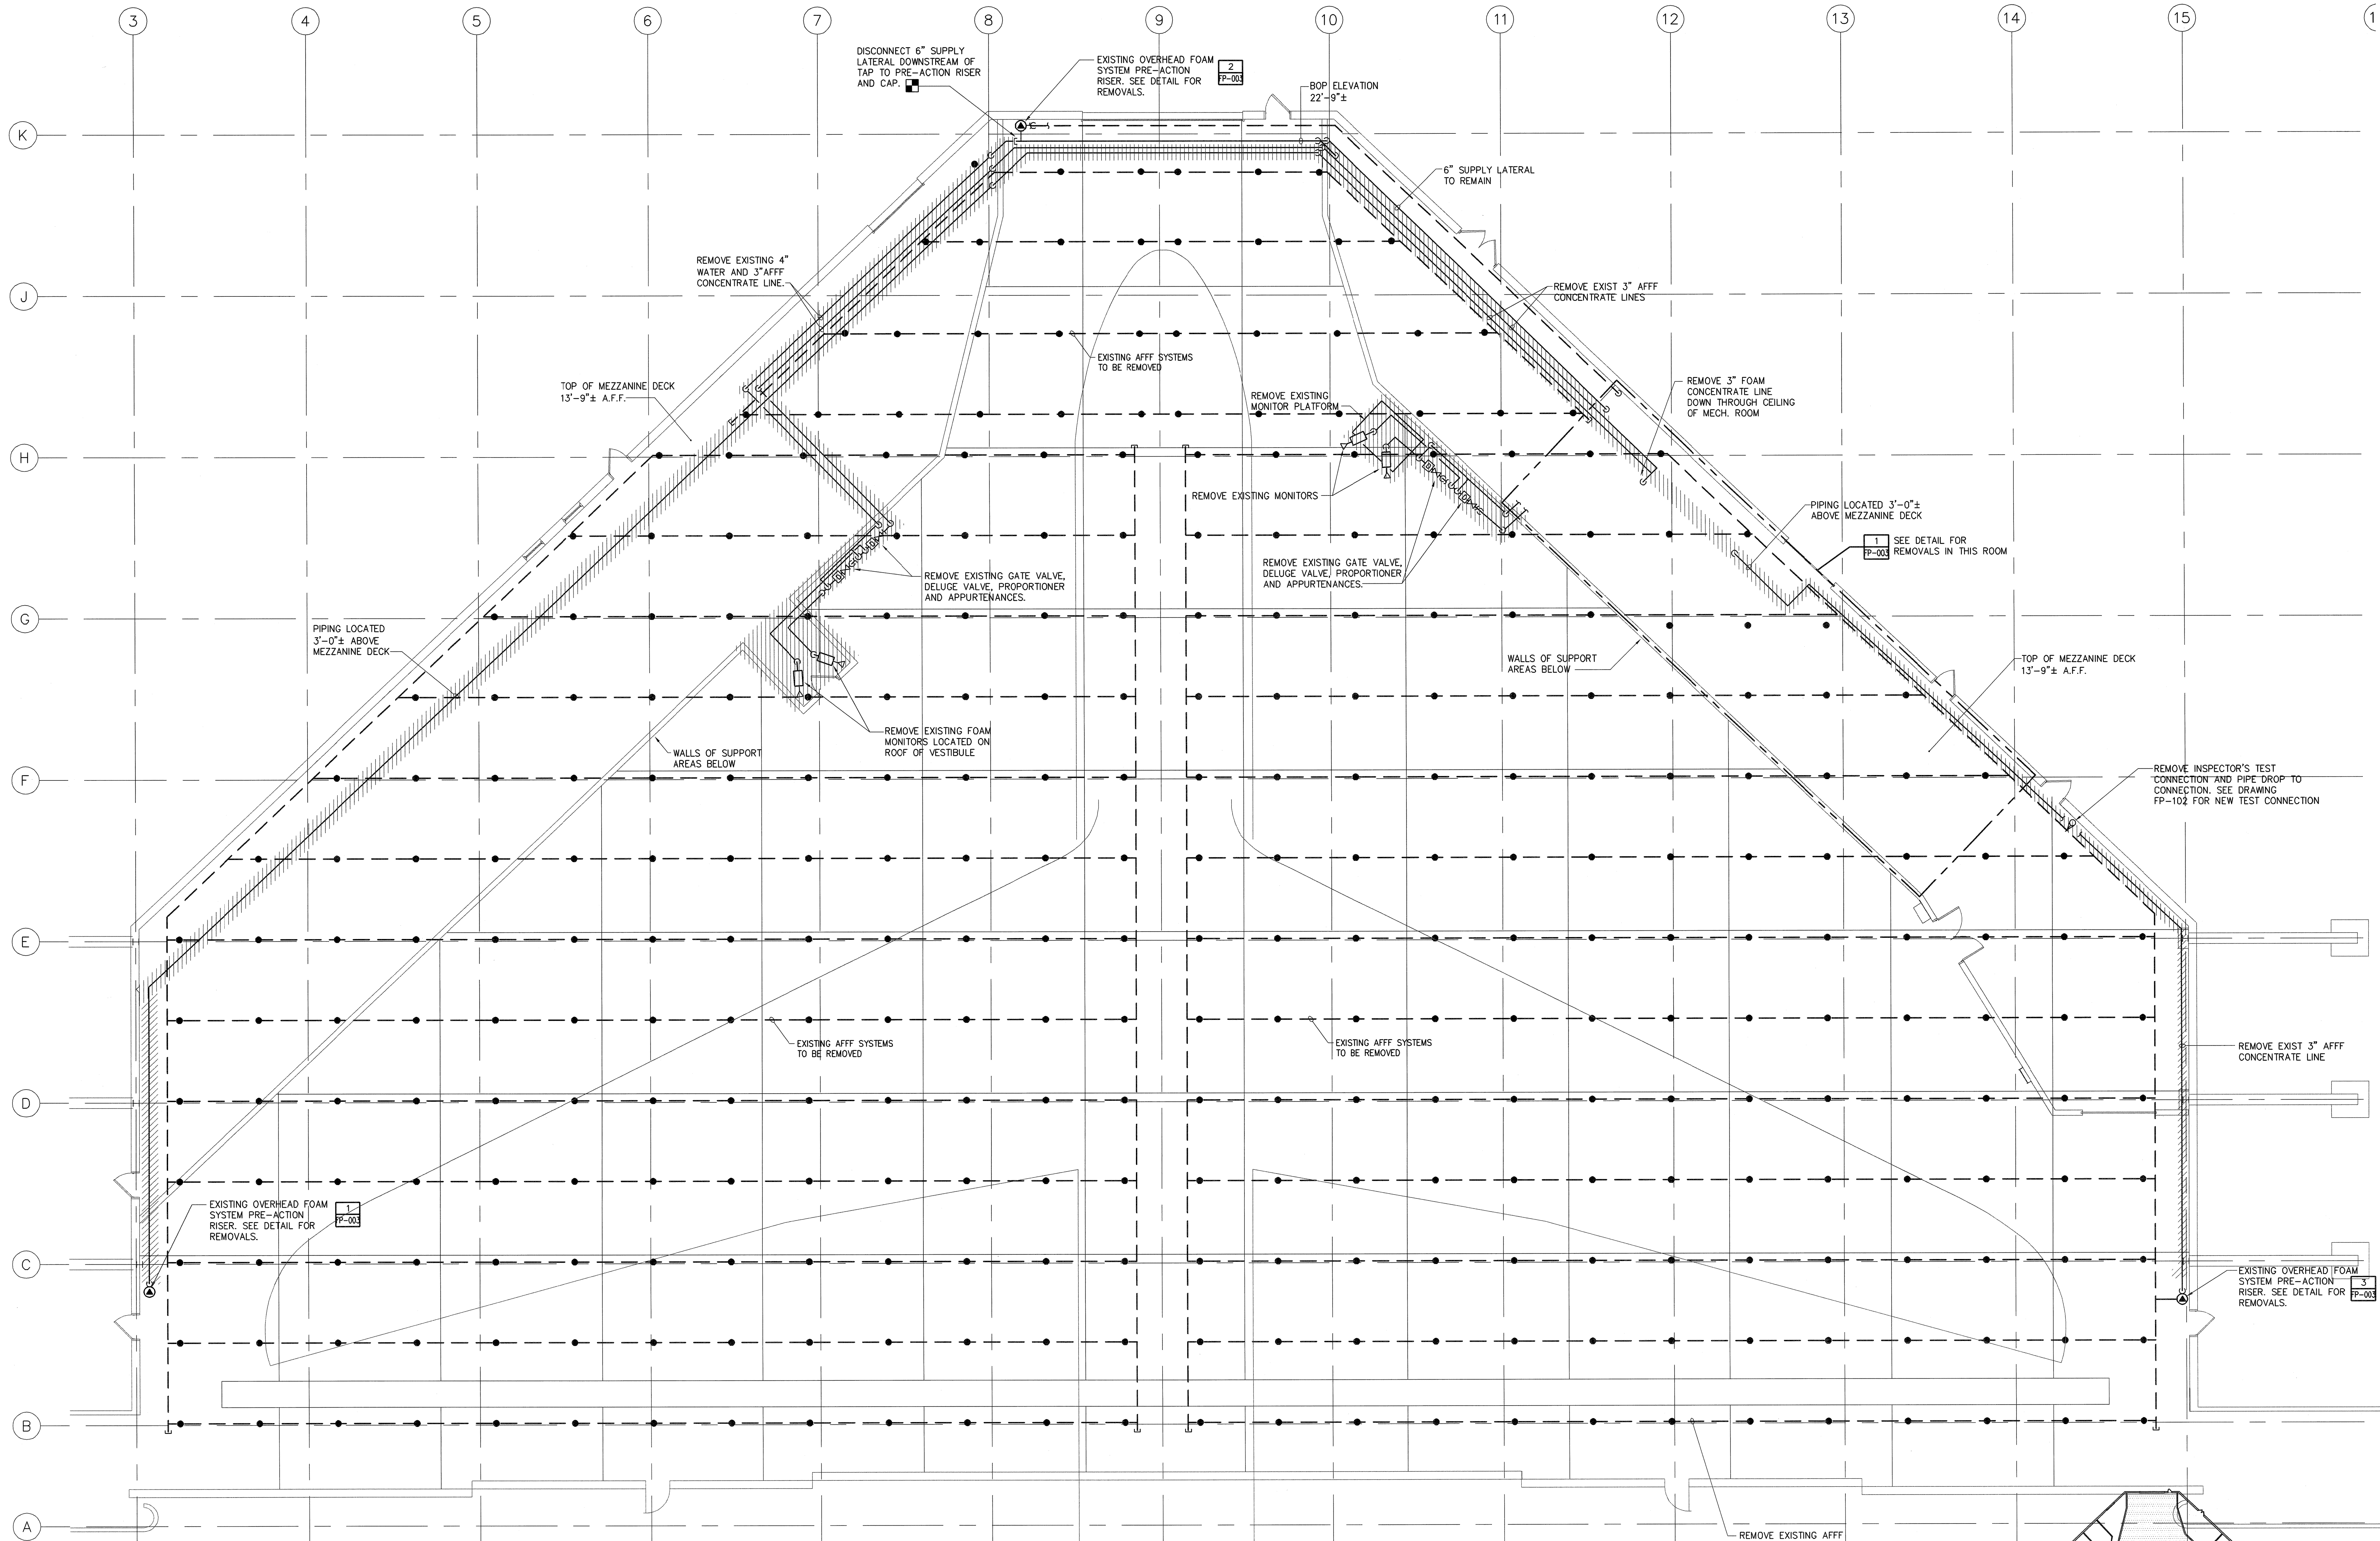 3
4
5
6
7
8
9
10
11
12
13
14
15
1
DISCONNECT 6" SUPPLY
LATERAL DOWNSTREAM OF
TAP TO PRE-ACTION RISER
AND CAP.
EXISTING OVERHEAD FOAM
SYSTEM PRE-ACTION
RISER. SEE DETAIL FOR
REMOVALS.
2
FP-003
BOP ELEVATION
22'-9"±
K
6" SUPPLY LATERAL
TO REMAIN
REMOVE EXISTING 4"
WATER AND 3"AFFF
CONCENTRATE LINE.
J
REMOVE EXIST 3" AFFF
CONCENTRATE LINES
EXISTING AFFF SYSTEMS
TO BE REMOVED
TOP OF MEZZANINE DECK
13'-9"± A.F.F.
REMOVE EXISTING
MONITOR PLATFORM
REMOVE 3" FOAM
CONCENTRATE LINE
DOWN THROUGH CEILING
OF MECH. ROOM
H
REMOVE EXISTING MONITORS
PIPING LOCATED 3'-0"±
ABOVE MEZZANINE DECK
1
FP-003
SEE DETAIL FOR
REMOVALS IN THIS ROOM
REMOVE EXISTING GATE VALVE,
DELUGE VALVE, PROPORTIONER
AND APPURTENANCES.
REMOVE EXISTING GATE VALVE,
DELUGE VALVE, PROPORTIONER
AND APPURTENANCES.
G
PIPING LOCATED
3'-0"± ABOVE
MEZZANINE DECK
WALLS OF SUPPORT
AREAS BELOW
TOP OF MEZZANINE DECK
13'-9"± A.F.F.
REMOVE EXISTING FOAM
MONITORS LOCATED ON
ROOF OF VESTIBULE
WALLS OF SUPPORT
AREAS BELOW
F
REMOVE INSPECTOR'S TEST
CONNECTION AND PIPE DROP TO
CONNECTION. SEE DRAWING
FP-102 FOR NEW TEST CONNECTION
E
EXISTING AFFF SYSTEMS
TO BE REMOVED
EXISTING AFFF SYSTEMS
TO BE REMOVED
REMOVE EXIST 3" AFFF
CONCENTRATE LINE
D
EXISTING OVERHEAD FOAM
SYSTEM PRE-ACTION
RISER. SEE DETAIL FOR
REMOVALS.
1
FP-003
C
EXISTING OVERHEAD FOAM
SYSTEM PRE-ACTION
RISER. SEE DETAIL FOR
REMOVALS.
3
FP-003
B
A
REMOVE EXISTING AFFF